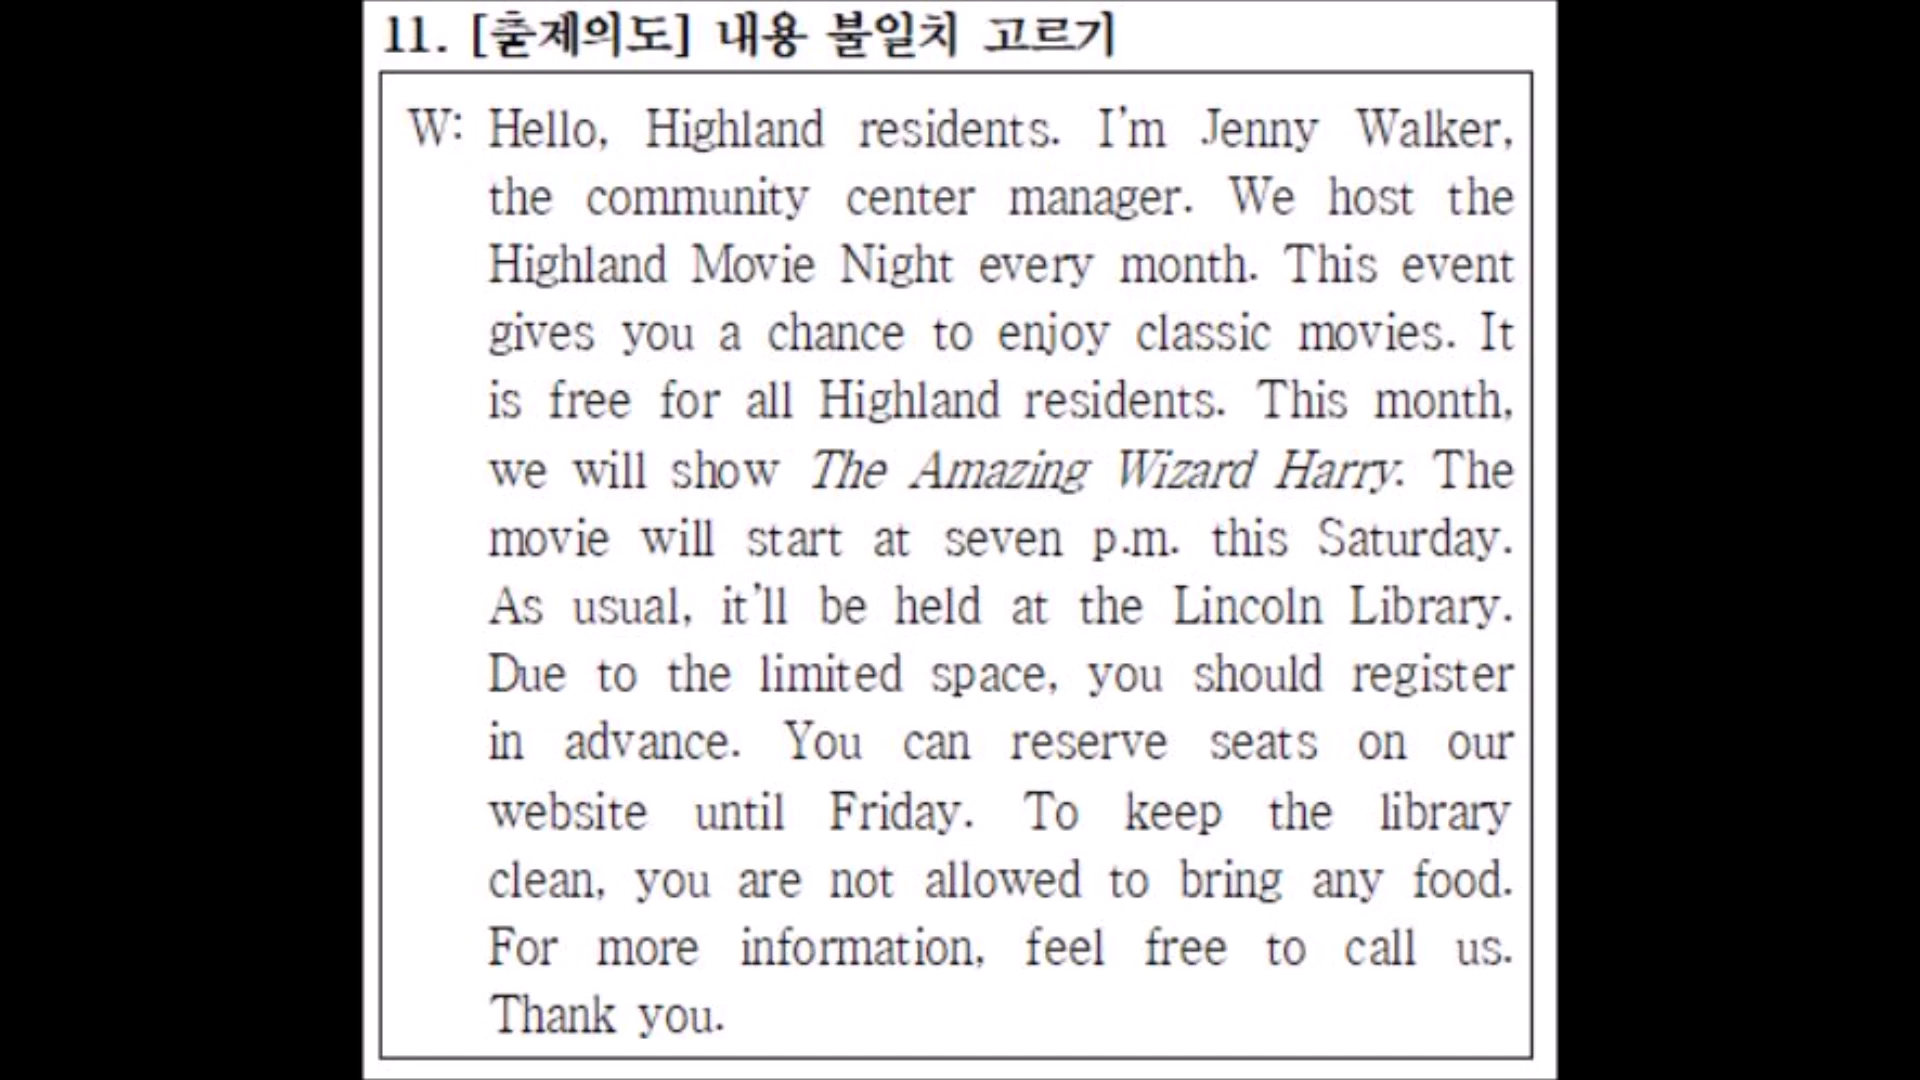 11. [출제의도] 내용 불일치 고르기
W: Hello, Highland residents. I'm Jenny Walker,
the community center manager. We host the
Highland Movie Night every month. This event
gives you a chance to enjoy classic movies. It
is free for all Highland residents. This month,
we will show The Amazing Wizard Harry. The
movie will start at seven p.m. this Saturday.
As usual, it'll be held at the Lincoln Library.
Due to the limited space, you should register
in advance. You can reserve seats on our
website until Friday. To keep the library
clean, you are not allowed to bring any food.
For more information, feel free to call us.
Thank you.